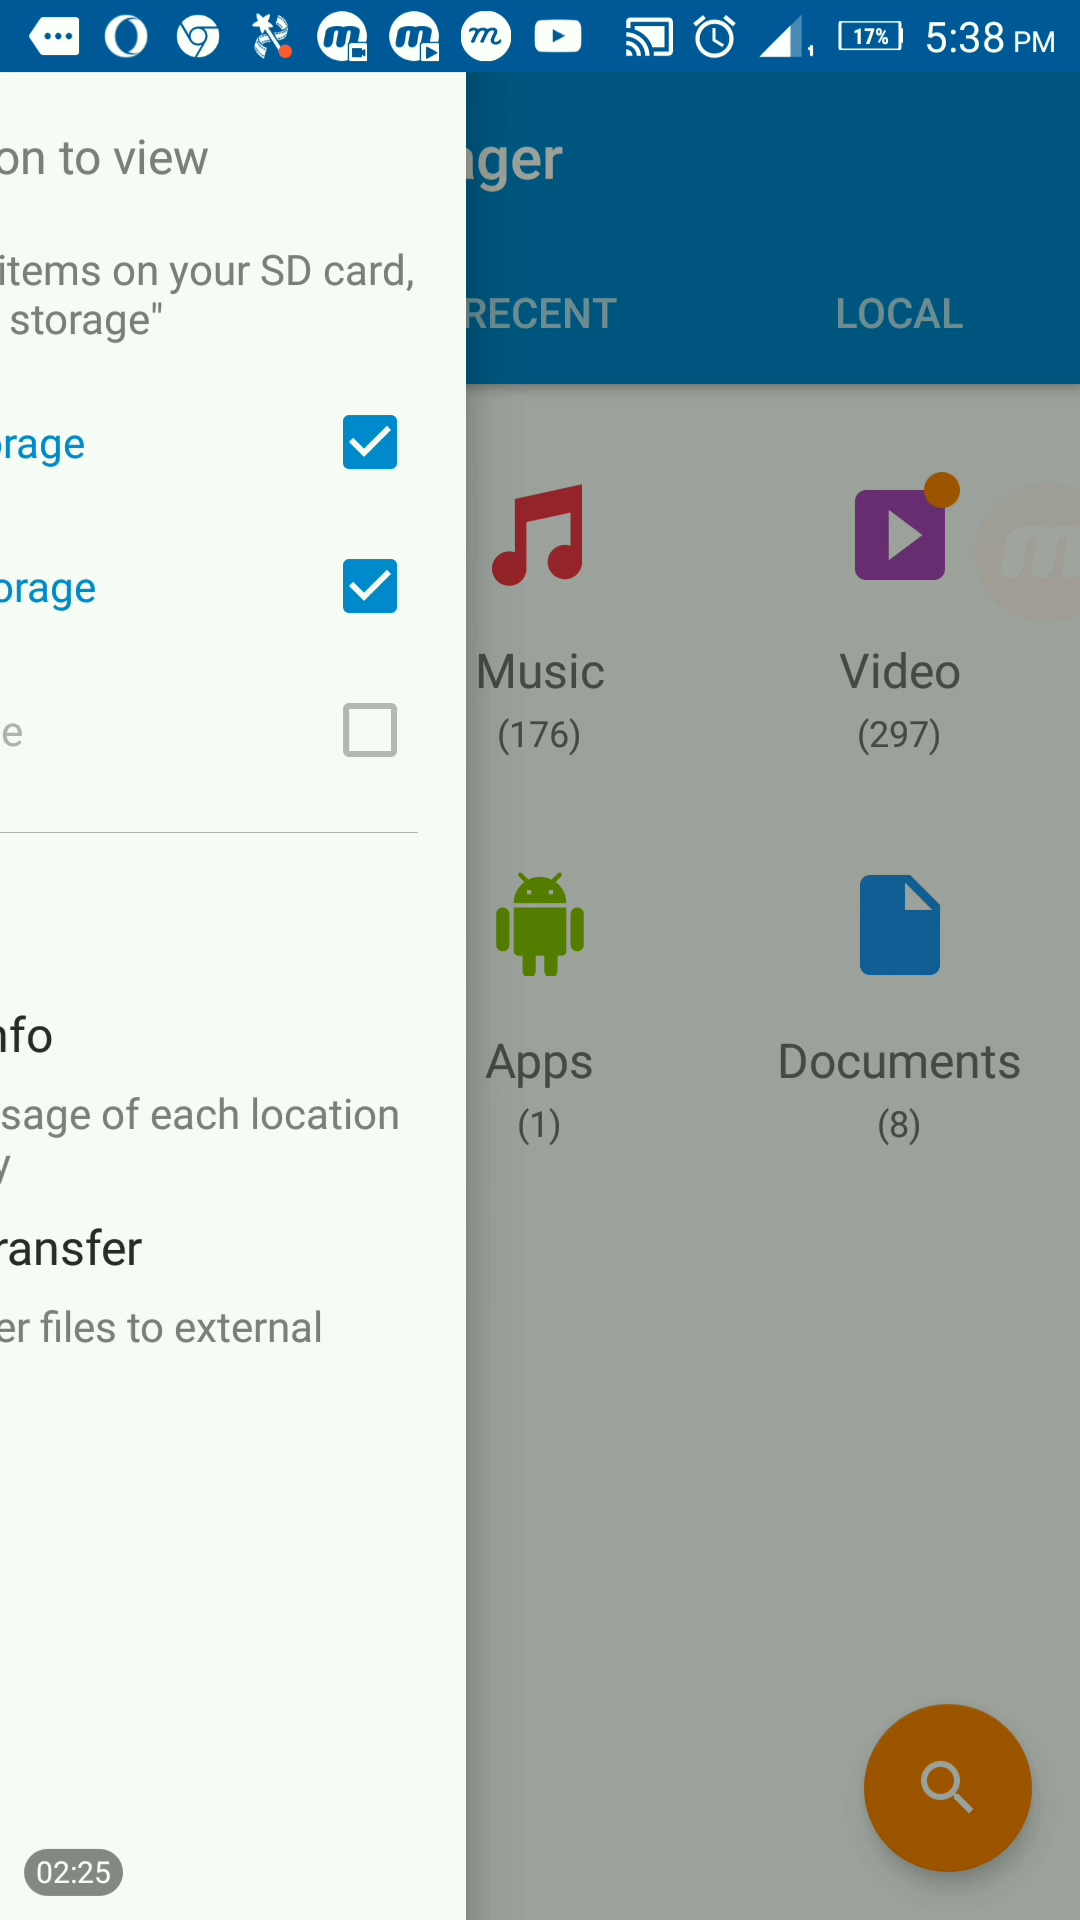 17% 5:38 PM
on to view
ager
items on your SD card,
storage"
RECENT
LOCAL
rage
orage
e
Music
(176)
Video
(297)
nfo
sage of each location
y
ransfer
er files to external
Apps
(1)
Documents
(8)
02:25